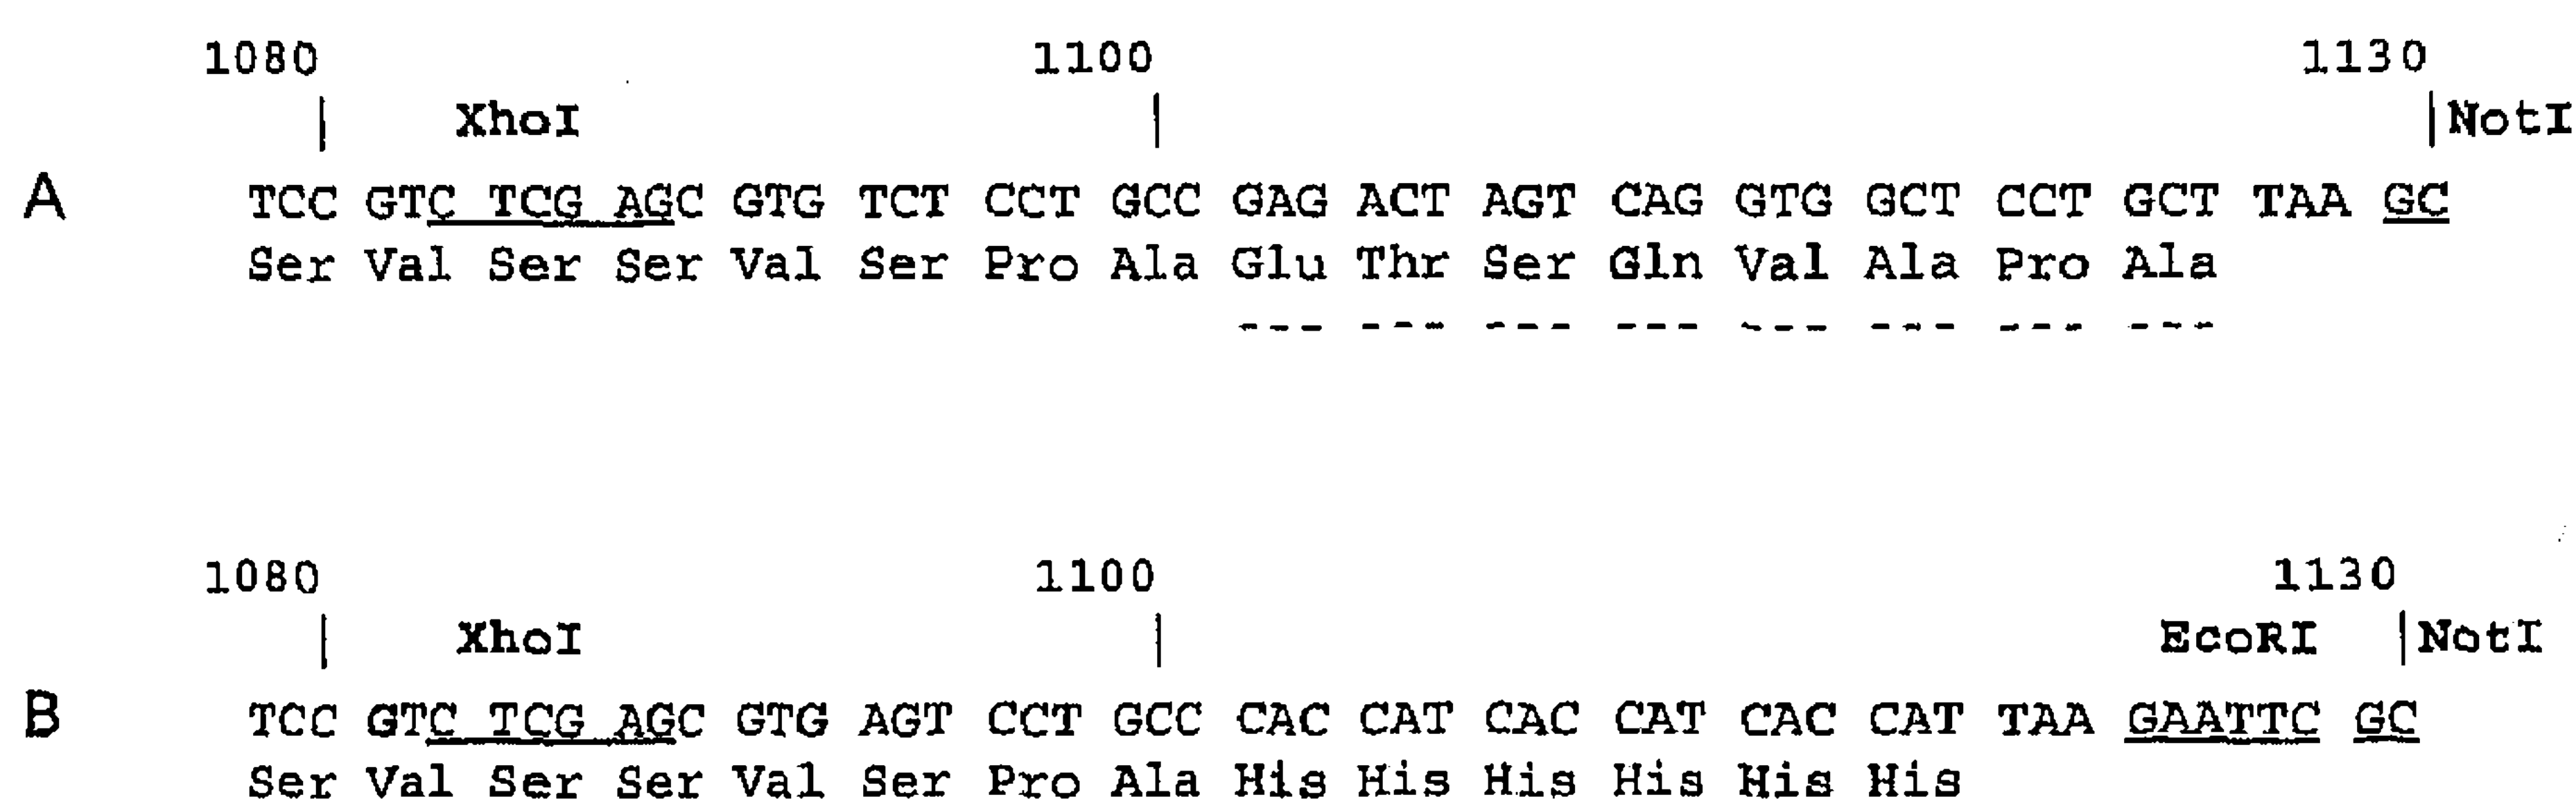 1080 1100 1130
XhoI NotI
A TCC GTC TCG AGC GTG TCT CCT GCC GAG ACT AGT CAG GTG GCT CCT GCT TAA GC
Ser Val Ser Ser Val Ser Pro Ala Glu Thr Ser Gln Val Ala Pro Ala
1080 1100 1130
XhoI EcoRI NotI
B TCC GTC TCG AGC GTG AGT CCT GCC CAC CAT CAC CAT CAC CAT TAA GAATTC GC
Ser Val Ser Ser Val Ser Pro Ala His His His His His His